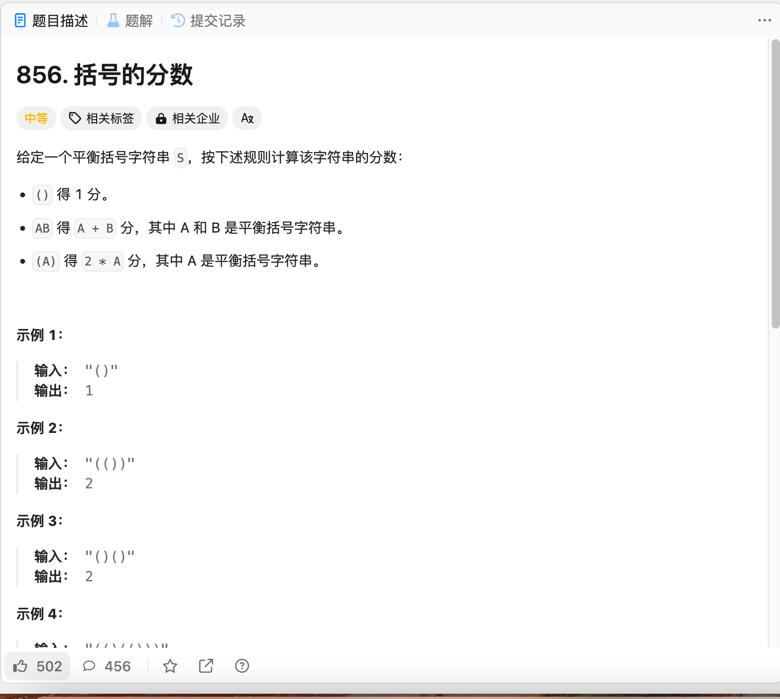 题目描述 题解 提交记录
856. 括号的分数
中等 相关标签 相关企业
给定一个平衡括号字符串 S，按下述规则计算该字符串的分数：
• () 得 1 分。
• AB 得 A + B 分，其中 A 和 B 是平衡括号字符串。
• (A) 得 2 * A 分，其中 A 是平衡括号字符串。
示例 1：
输入： "()"
输出： 1
示例 2：
输入： "(())"
输出： 2
示例 3：
输入： "()()"
输出： 2
示例 4：
输入： "(()(()))"
502 456